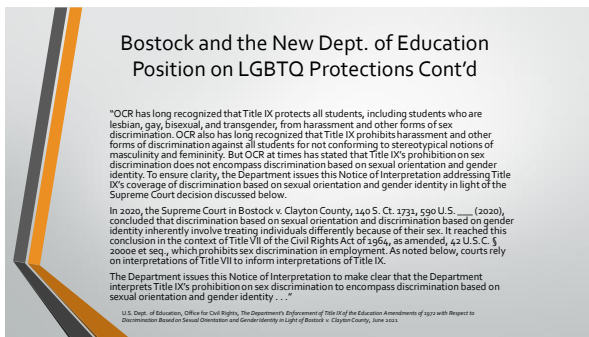 Bostock and the New Dept. of Education
Position on LGBTQ Protections Cont'd
"OCR has long recognized that Title IX protects all students, including students who are
lesbian, gay, bisexual, and transgender, from harassment and other forms of sex
discrimination. OCR also has long recognized that Title IX prohibits harassment and other
forms of discrimination against all students for not conforming to stereotypical notions of
masculinity and femininity. But OCR at times has stated that Title IX's prohibition on sex
discrimination does not encompass discrimination based on sexual orientation and gender
identity. To ensure clarity, the Department issues this Notice of Interpretation addressing Title
IX's coverage of discrimination based on sexual orientation and gender identity in light of the
Supreme Court decision discussed below.
In 2020, the Supreme Court in Bostock v. Clayton County, 140 S. Ct. 1731, 590 U.S. ___ (2020),
concluded that discrimination based on sexual orientation and discrimination based on gender
identity inherently involve treating individuals differently because of their sex. It reached this
conclusion in the context of Title VII of the Civil Rights Act of 1964, as amended, 42 U.S.C. §
2000e et seq., which prohibits sex discrimination in employment. As noted below, courts rely
on interpretations of Title VII to inform interpretations of Title IX.
The Department issues this Notice of Interpretation to make clear that the Department
interprets Title IX's prohibition on sex discrimination to encompass discrimination based on
sexual orientation and gender identity . . ."
U.S. Dept. of Education, Office for Civil Rights, The Department's Enforcement of Title IX of the Education Amendments of 1972 with Respect to
Discrimination Based on Sexual Orientation and Gender Identity in Light of Bostock v. Clayton County, June 2021